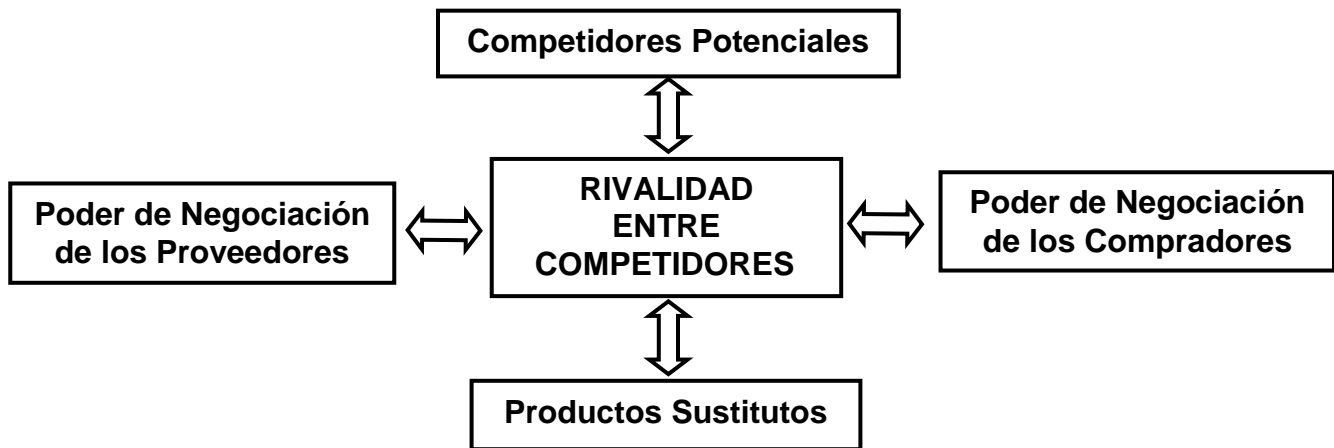 Competidores Potenciales
Poder de Negociación
de los Proveedores
RIVALIDAD
ENTRE
COMPETIDORES
Poder de Negociación
de los Compradores
Productos Sustitutos